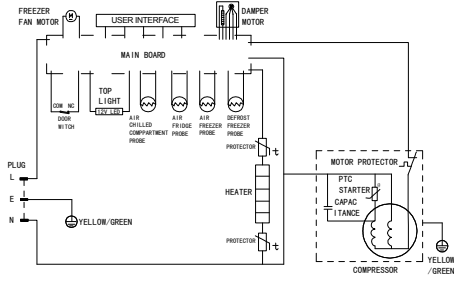 FREEZER
FAN MOTOR
M
USER INTERFACE
DAMPER
MOTOR
MAIN BOARD
TOP
LIGHT
COM NC
12V LED
DOOR
WITCH
AIR
CHILLED
COMPPARTMENT
PROBE
AIR
FRIDGE
PROBE
AIR
FREEZER
PROBE
DEFROST
FREEZER
PROBE
PROTECTOR
t
HEATER
PROTECTOR
t
PLUG
L
E
N
YELLOW/GREEN
MOTOR PROTECTOR
PTC
STARTER
CAPAC
ITANCE
COMPRESSOR
YELLOW
/GREEN